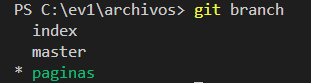 PS C:\ev1\archivos> git branch
  index
  master
* paginas